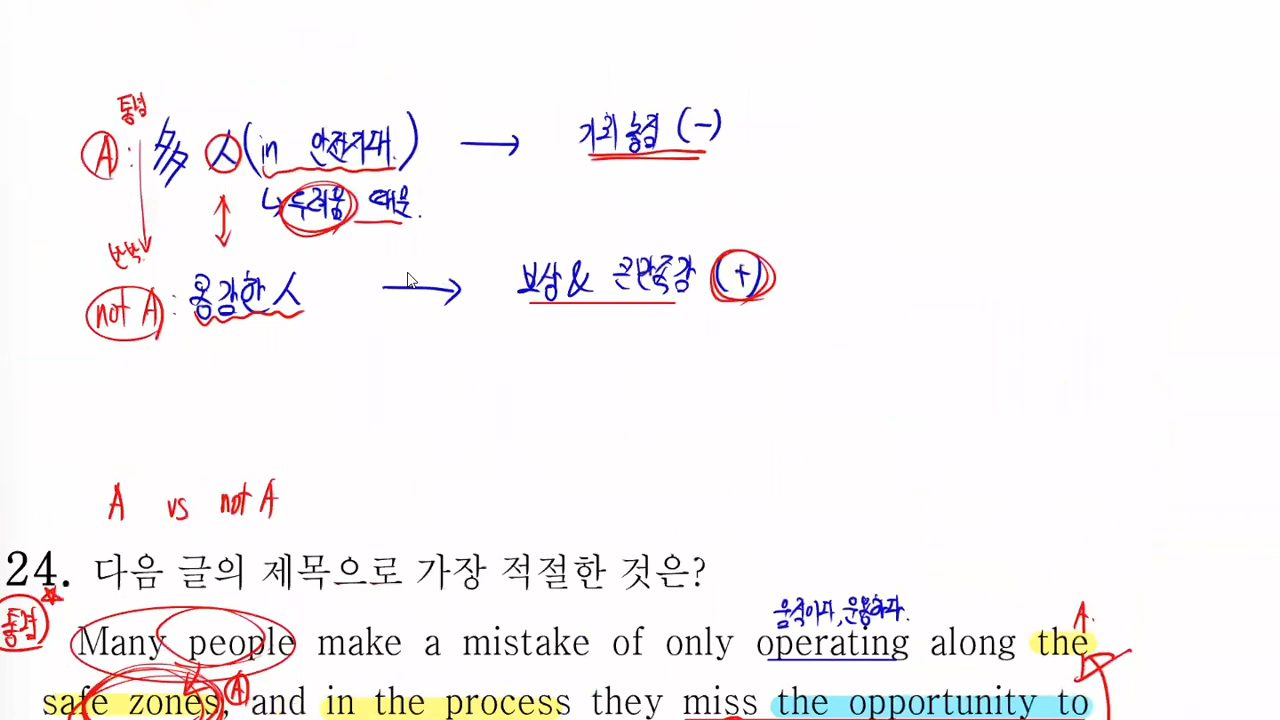 통념
A : 多 人 (in 안전지대.) → 기회 놓침 (-)
↳ 두려움 때문.
반박
not A : 용감한 人 → 보상 & 큰 만족감 (+)
A vs not A
24. 다음 글의 제목으로 가장 적절한 것은?
통념
움직이다, 운용하다.
A.
Many people make a mistake of only operating along the
safe zones, and in the process they miss the opportunity to
A